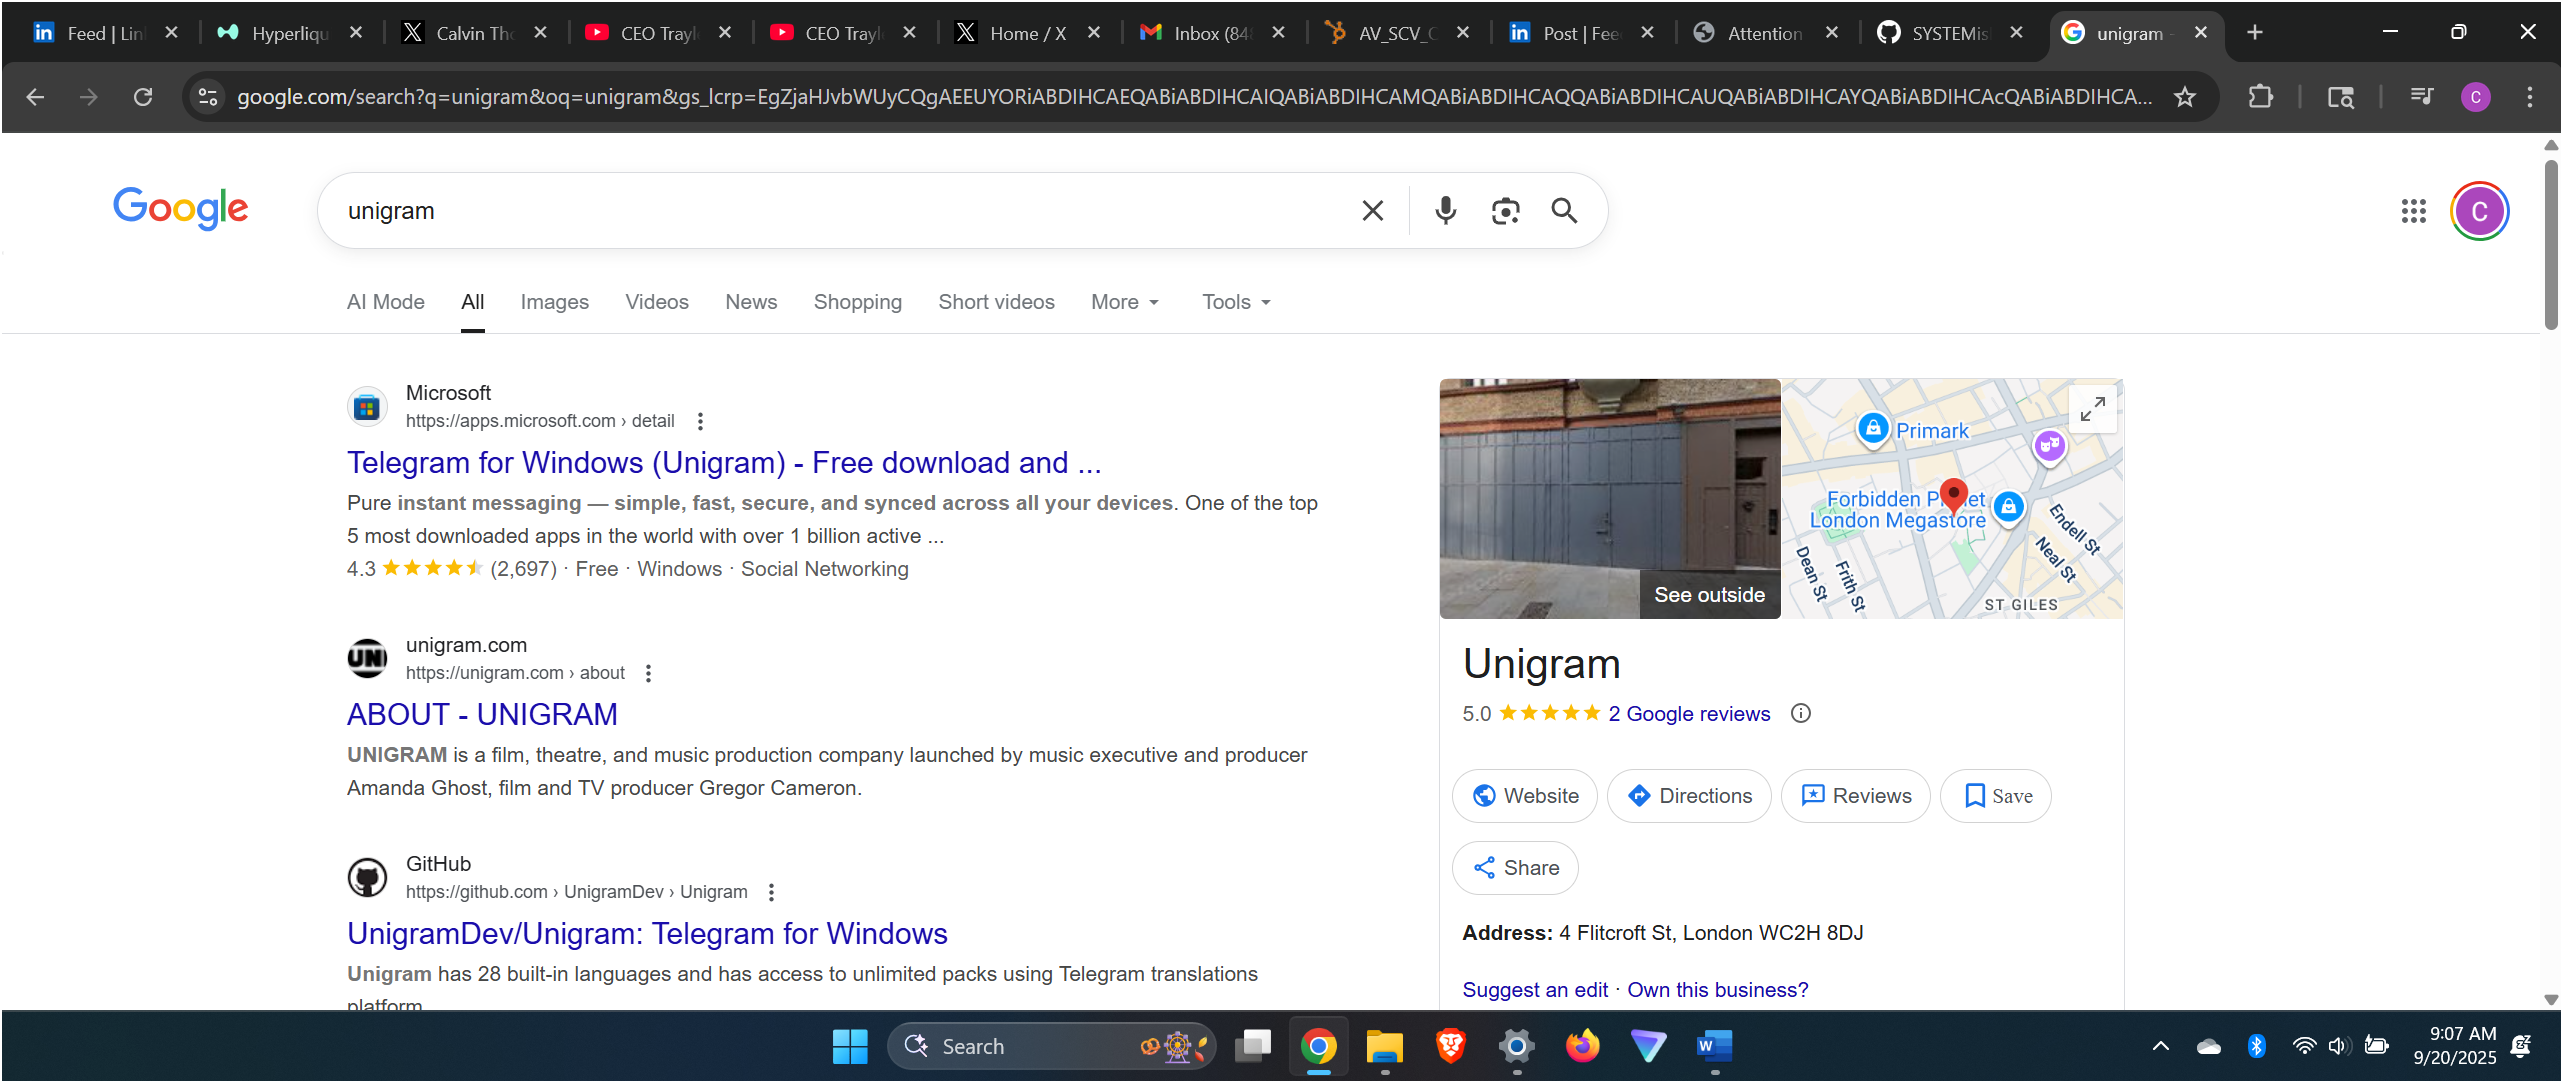 Feed | Lin
Hyperliqu
Calvin Tho
CEO Trayl
CEO Trayl
Home / X
Inbox (848
AV_SCV_C
Post | Fee
Attention
SYSTEMis
unigram -
google.com/search?q=unigram&oq=unigram&gs_lcrp=EgZjaHJvbWUyCQgAEEUYORiABDIHCAEQABiABDIHCAIQABiABDIHCAMQABiABDIHCAQQABiABDIHCAUQABiABDIHCAYQABiABDIHCAcQABiABDIHCA...
C
Google
unigram
C
AI Mode All Images Videos News Shopping Short videos More Tools
Microsoft
https://apps.microsoft.com › detail
Telegram for Windows (Unigram) - Free download and ...
Pure instant messaging — simple, fast, secure, and synced across all your devices. One of the top
5 most downloaded apps in the world with over 1 billion active ...
4.3 (2,697) · Free · Windows · Social Networking
UNI
unigram.com
https://unigram.com › about
ABOUT - UNIGRAM
UNIGRAM is a film, theatre, and music production company launched by music executive and producer
Amanda Ghost, film and TV producer Gregor Cameron.
GitHub
https://github.com › UnigramDev › Unigram
UnigramDev/Unigram: Telegram for Windows
Unigram has 28 built-in languages and has access to unlimited packs using Telegram translations
platform
See outside
Primark
Forbidden P et
London Megastore
Endell St
Neal St
Dean St
Frith St
ST GILES
Unigram
5.0 2 Google reviews
Website
Directions
Reviews
Save
Share
Address: 4 Flitcroft St, London WC2H 8DJ
Suggest an edit · Own this business?
Search
W
9:07 AM
9/20/2025